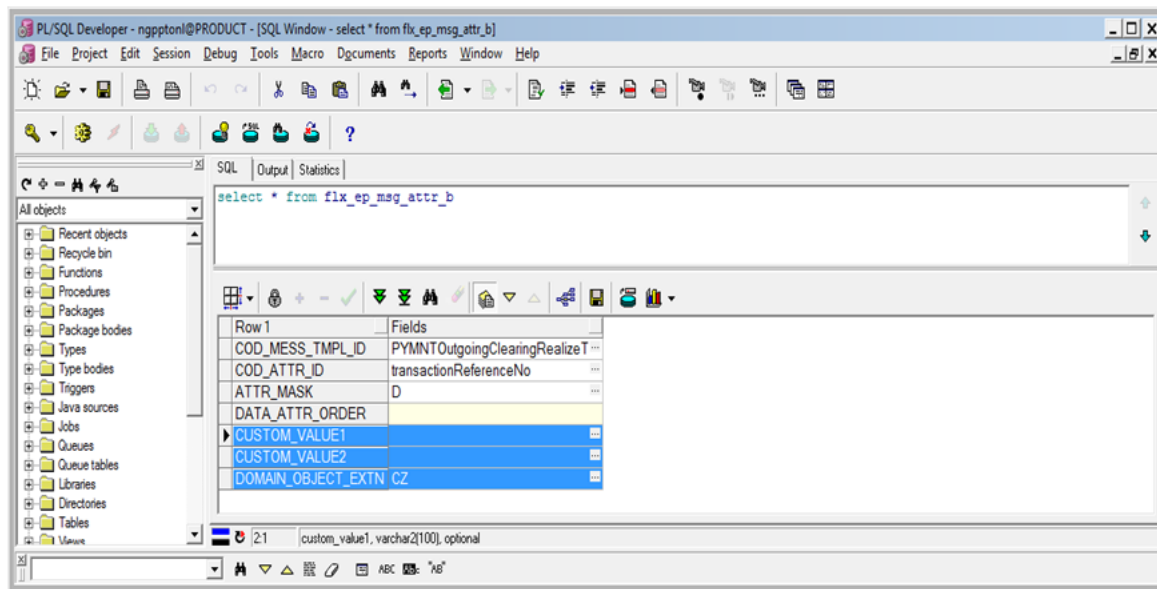 PL/SQL Developer - ngpptonl@PRODUCT - [SQL Window - select * from flx_ep_msg_attr_b]
File Project Edit Session Debug Tools Macro Documents Reports Window Help
SQL Output Statistics
select * from flx_ep_msg_attr_b
All objects
Recent objects
Recycle bin
Functions
Procedures
Packages
Package bodies
Types
Type bodies
Triggers
Java sources
Jobs
Queues
Queue tables
Libraries
Directories
Tables
Views
Row 1 Fields
COD_MESS_TMPL_ID PYMNTOutgoingClearingRealizeT
COD_ATTR_ID transactionReferenceNo
ATTR_MASK D
DATA_ATTR_ORDER
CUSTOM_VALUE1
CUSTOM_VALUE2
DOMAIN_OBJECT_EXTN CZ
2:1 custom_value1, varchar2(100), optional
ABC "AB"